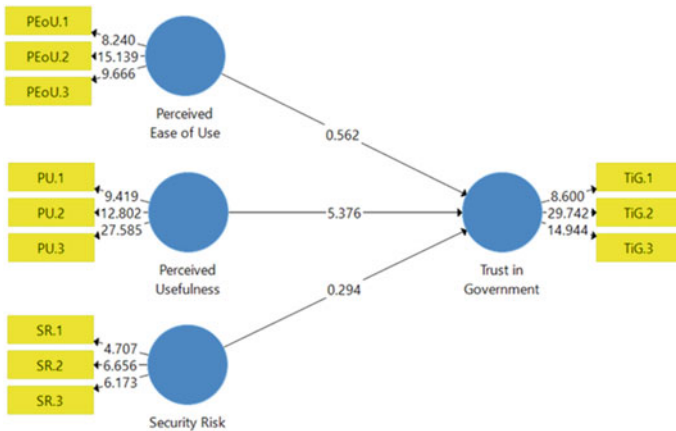 PEoU.1
8.240
PEoU.2
15.139
9.666
PEoU.3
Perceived
Ease of Use
0.562
PU.1
9.419
PU.2
12.802
27.585
PU.3
Perceived
Usefulness
5.376
TiG.1
8.600
TiG.2
29.742
14.944
TiG.3
Trust in
Government
0.294
SR.1
4.707
SR.2
6.656
6.173
SR.3
Security Risk